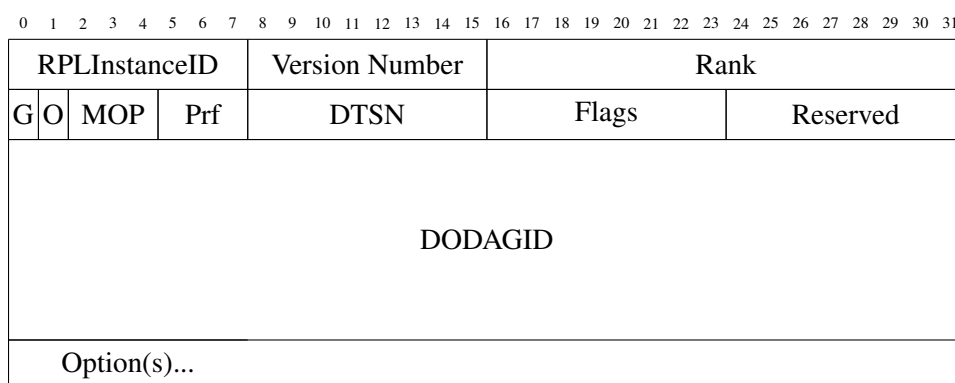 0 1 2 3 4 5 6 7 8 9 10 11 12 13 14 15 16 17 18 19 20 21 22 23 24 25 26 27 28 29 30 31
RPLInstanceID Version Number Rank
G O MOP Prf DTSN Flags Reserved
DODAGID
Option(s)...